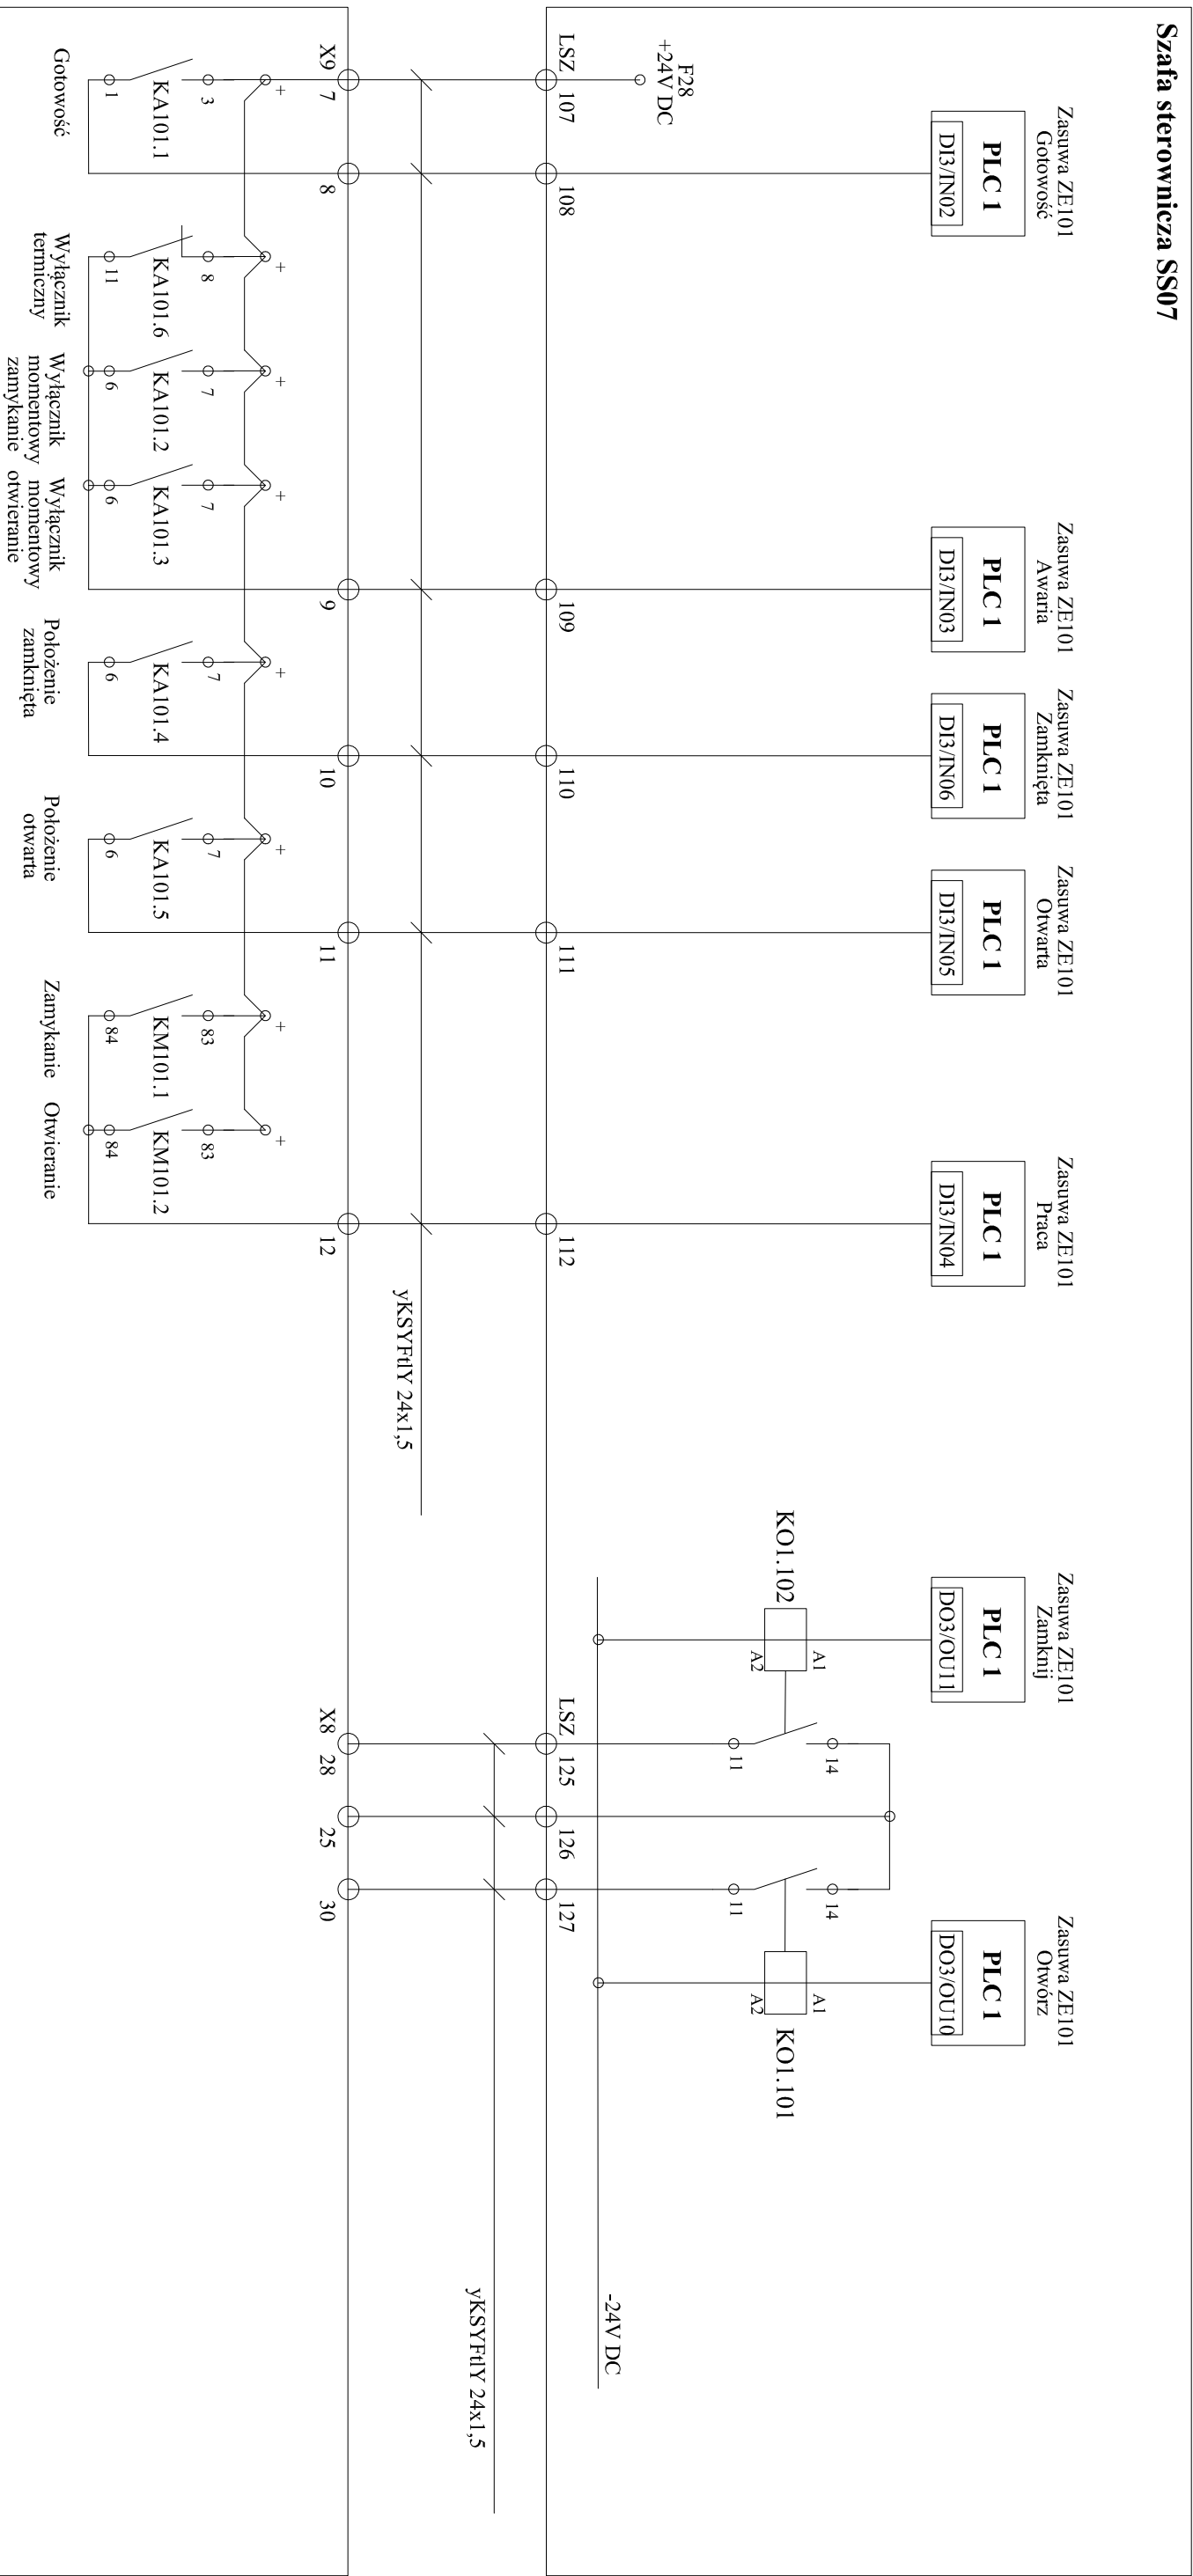 Szafa sterownicza SS07
Zasuwa ZE101
Gotowość
PLC 1
DI3/IN02
Zasuwa ZE101
Awaria
PLC 1
DI3/IN03
Zasuwa ZE101
Zamknięta
PLC 1
DI3/IN06
Zasuwa ZE101
Otwarta
PLC 1
DI3/IN05
Zasuwa ZE101
Praca
PLC 1
DI3/IN04
Zasuwa ZE101
Zamknij
PLC 1
DO3/OU11
Zasuwa ZE101
Otwórz
PLC 1
DO3/OU10
F28
+24V DC
KO1.102
A1
A2
14
11
14
11
A1
A2
KO1.101
-24V DC
LSZ
107
108
109
110
111
112
LSZ
125
126
127
yKSYFtlY 24x1,5
yKSYFtlY 24x1,5
X9
7
8
9
10
11
12
X8
28
25
30
+
+
+
+
+
+
+
+
3
KA101.1
1
8
KA101.6
11
7
KA101.2
6
7
KA101.3
6
7
KA101.4
6
7
KA101.5
6
83
KM101.1
84
83
KM101.2
84
Gotowość
Wyłącznik
termiczny
Wyłącznik
momentowy
zamykanie
Wyłącznik
momentowy
otwieranie
Położenie
zamknięta
Położenie
otwarta
Zamykanie
Otwieranie